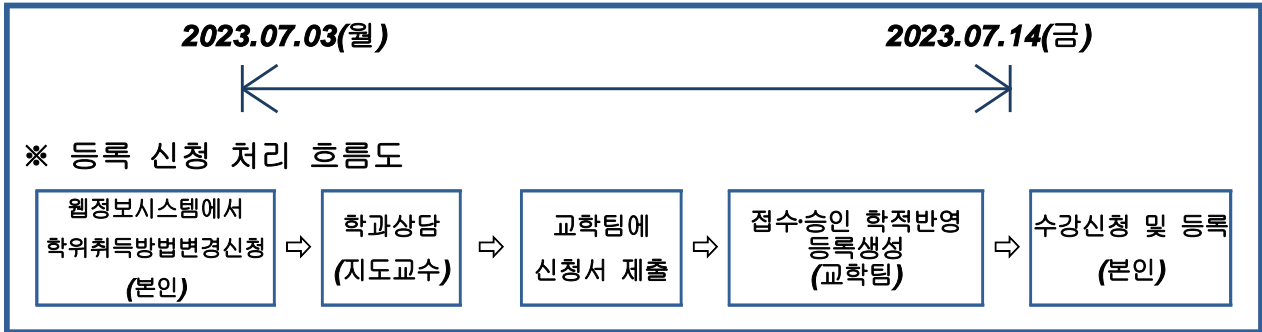 2023.07.03(월)
2023.07.14(금)
※ 등록 신청 처리 흐름도
웹정보시스템에서
학위취득방법변경신청
(본인)
⇨
학과상담
(지도교수)
⇨
교학팀에
신청서 제출
⇨
접수·승인 학적반영
등록생성
(교학팀)
⇨
수강신청 및 등록
(본인)